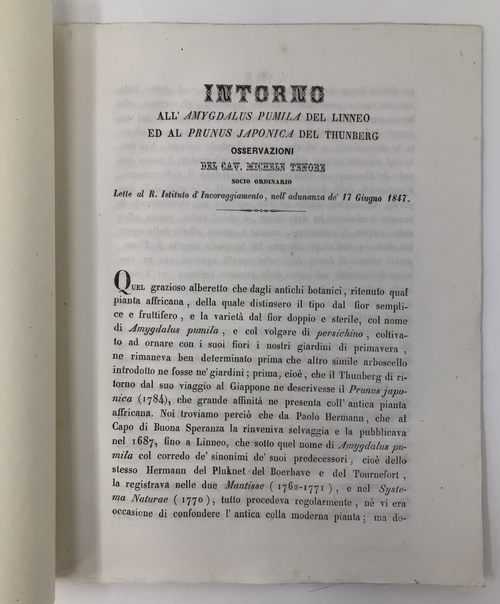 INTORNO
ALL' AMYGDALUS PUMILA DEL LINNEO
ED AL PRUNUS JAPONICA DEL THUNBERG
OSSERVAZIONI
DEL CAV. MICHELE TENORE
SOCIO ORDINARIO
Lette al R. Istituto d'Incoraggiamento, nell'adunanza de' 17 Giugno 1847.
QUEL grazioso alberetto che dagli antichi botanici, ritenuto qual
pianta affricana, della quale distinsero il tipo dal fior sempli-
ce e fruttifero, e la varietà dal fior doppio e sterile, col nome
di Amygdalus pumila, e col volgare di persichino, coltiva-
to ad ornare con i suoi fiori i nostri giardini di primavera,
ne rimaneva ben determinato prima che altro simile arboscello
introdotto ne fosse ne' giardini; prima, cioè, che il Thunberg di ri-
torno dal suo viaggio al Giappone ne descrivesse il Prunus japo-
nica (1784), che grande affinità ne presenta coll' antica pianta
affricana. Noi troviamo perciò che da Paolo Hermann, che al
Capo di Buona Speranza la rinveniva selvaggia e la pubblicava
nel 1687, fino a Linneo, che sotto quel nome di Amygdalus pu-
mila col corredo de' sinonimi de' suoi predecessori, cioè dello
stesso Hermann del Pluknet del Boerhave e del Tournefort,
la registrava nelle due Mantisse (1762-1771), e nel Syste-
ma Naturae (1770), tutto procedeva regolarmente, nè vi era
occasione di confondere l' antica colla moderna pianta; ma do-